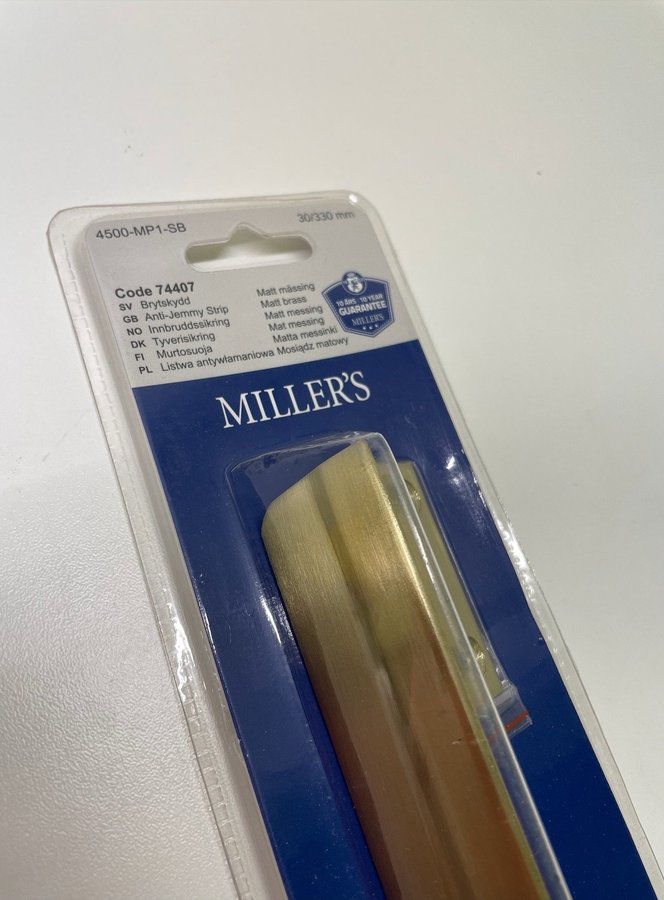 4500-MP1-SB 30/330 mm
Code 74407
SV Brytskydd Matt mässing
GB Anti-Jemmy Strip Matt brass
NO Innbruddssikring Matt messing
DK Tyverisikring Mat messing
FI Murtosuoja Matta messinki
PL Listwa antywłamaniowa Mosiądz matowy
10 ÅRS 10 YEAR
GUARANTEE
MILLER'S
MILLER'S